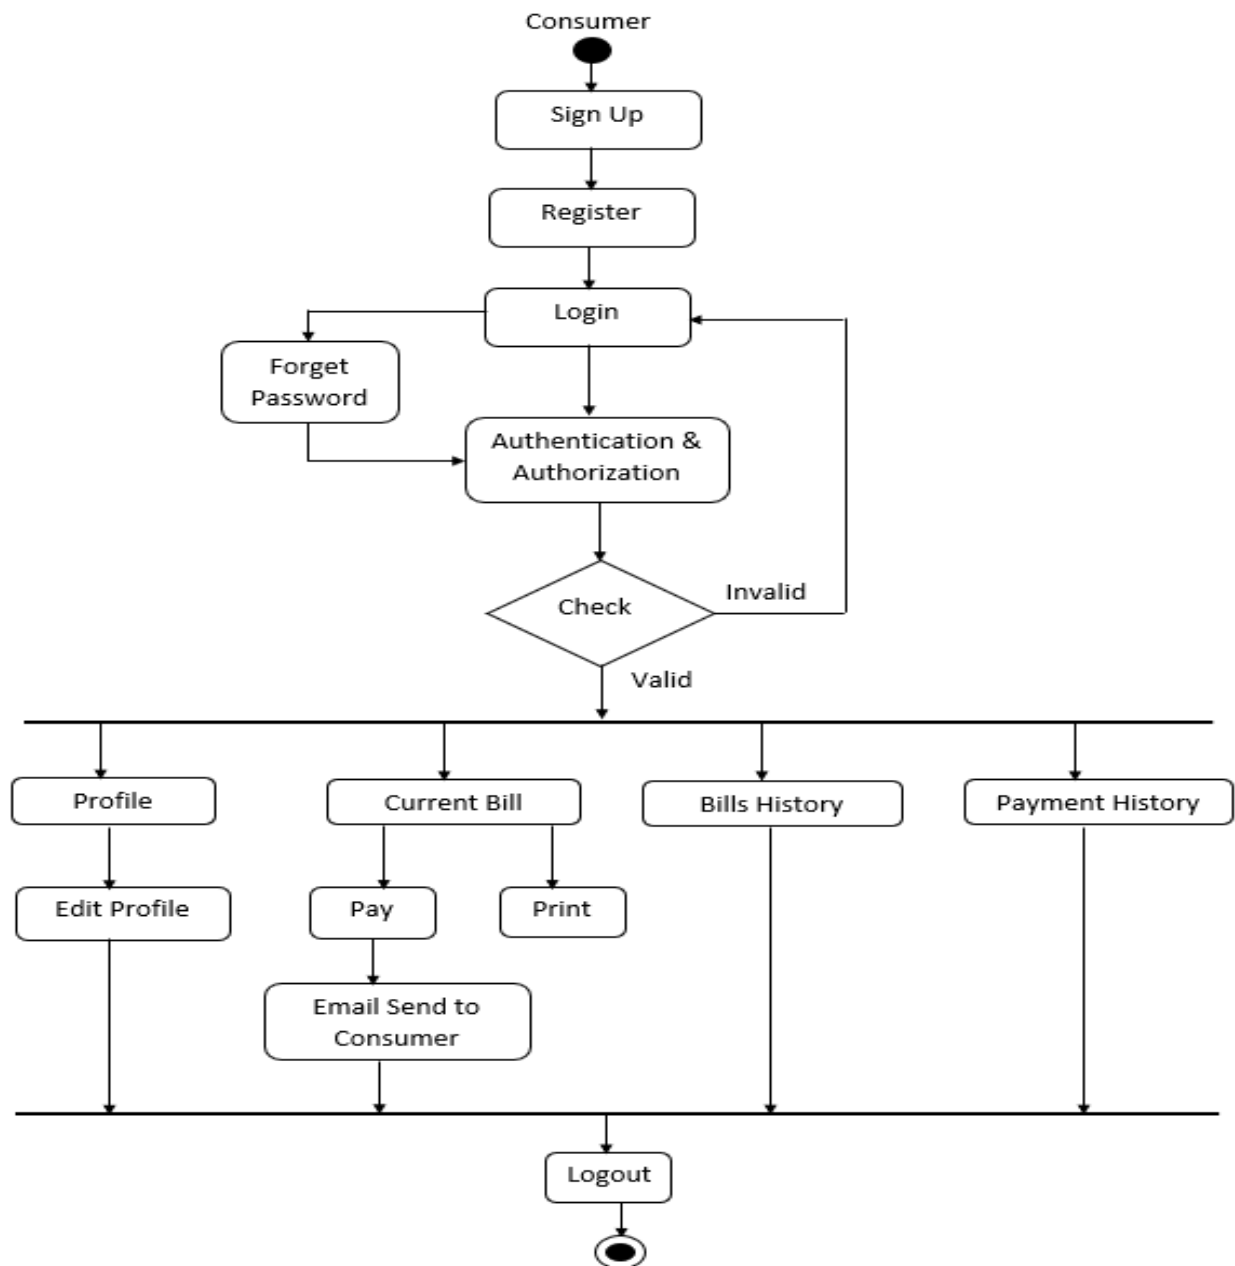 Consumer
Sign Up
Register
Login
Forget
Password
Authentication &
Authorization
Check
Invalid
Valid
Profile
Current Bill
Bills History
Payment History
Edit Profile
Pay
Print
Email Send to
Consumer
Logout